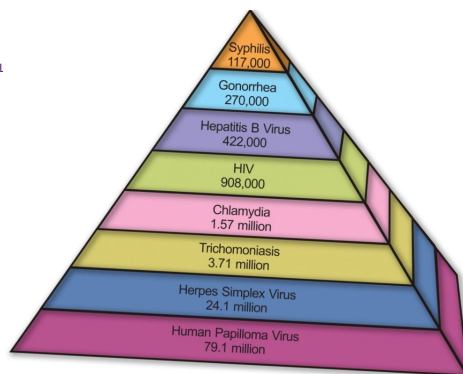 Syphilis
117,000
Gonorrhea
270,000
Hepatitis B Virus
422,000
HIV
908,000
Chlamydia
1.57 million
Trichomoniasis
3.71 million
Herpes Simplex Virus
24.1 million
Human Papilloma Virus
79.1 million